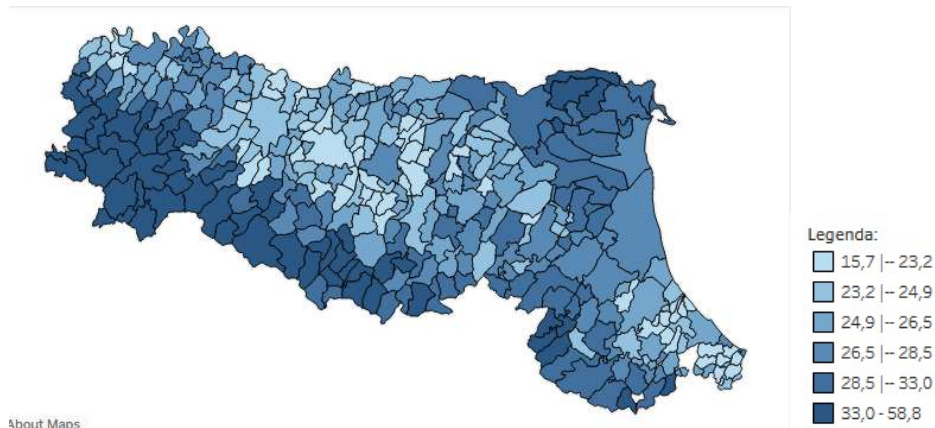 Legenda:
15,7 |-- 23,2
23,2 |-- 24,9
24,9 |-- 26,5
26,5 |-- 28,5
28,5 |-- 33,0
33,0 - 58,8
About Maps